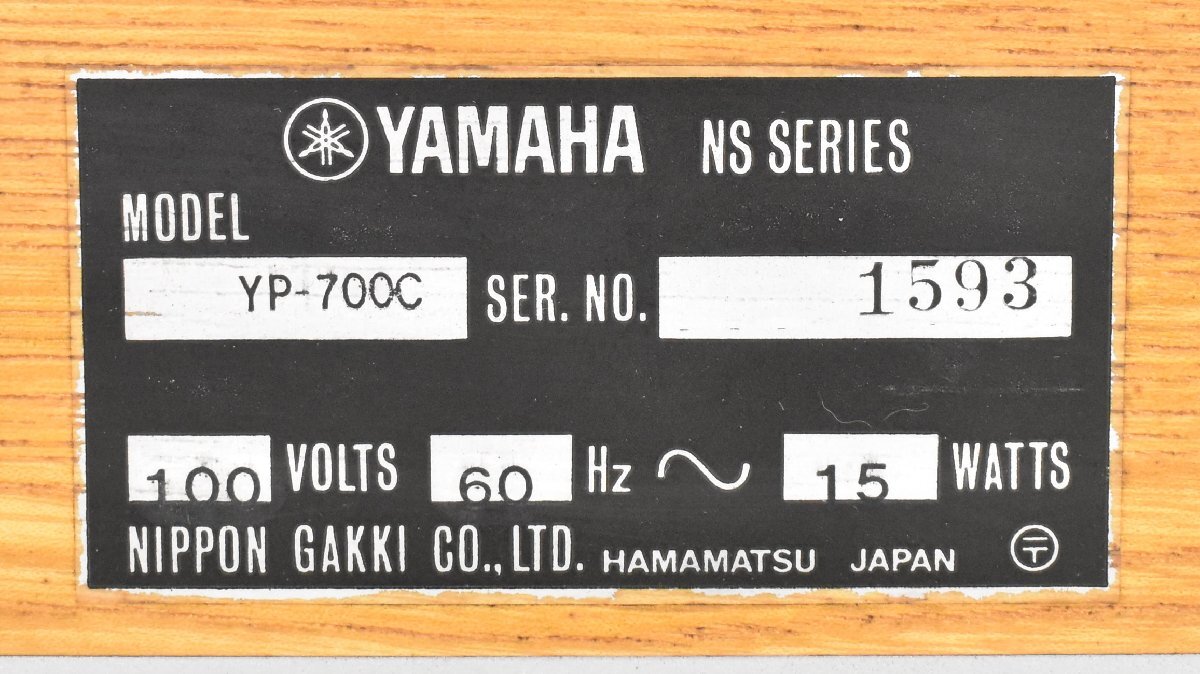 YAMAHA NS SERIES
MODEL
YP-700C SER. NO. 1593
100 VOLTS 60 Hz 15 WATTS
NIPPON GAKKI CO., LTD. HAMAMATSU JAPAN 〶